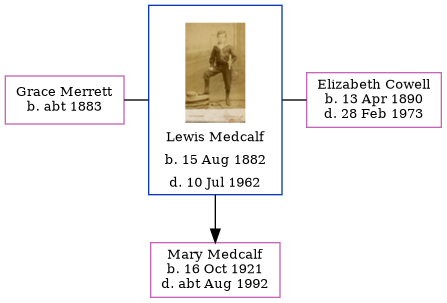 Grace Merrett
b. abt 1883
Lewis Medcalf
b. 15 Aug 1882
d. 10 Jul 1962
Elizabeth Cowell
b. 13 Apr 1890
d. 28 Feb 1973
Mary Medcalf
b. 16 Oct 1921
d. abt Aug 1992